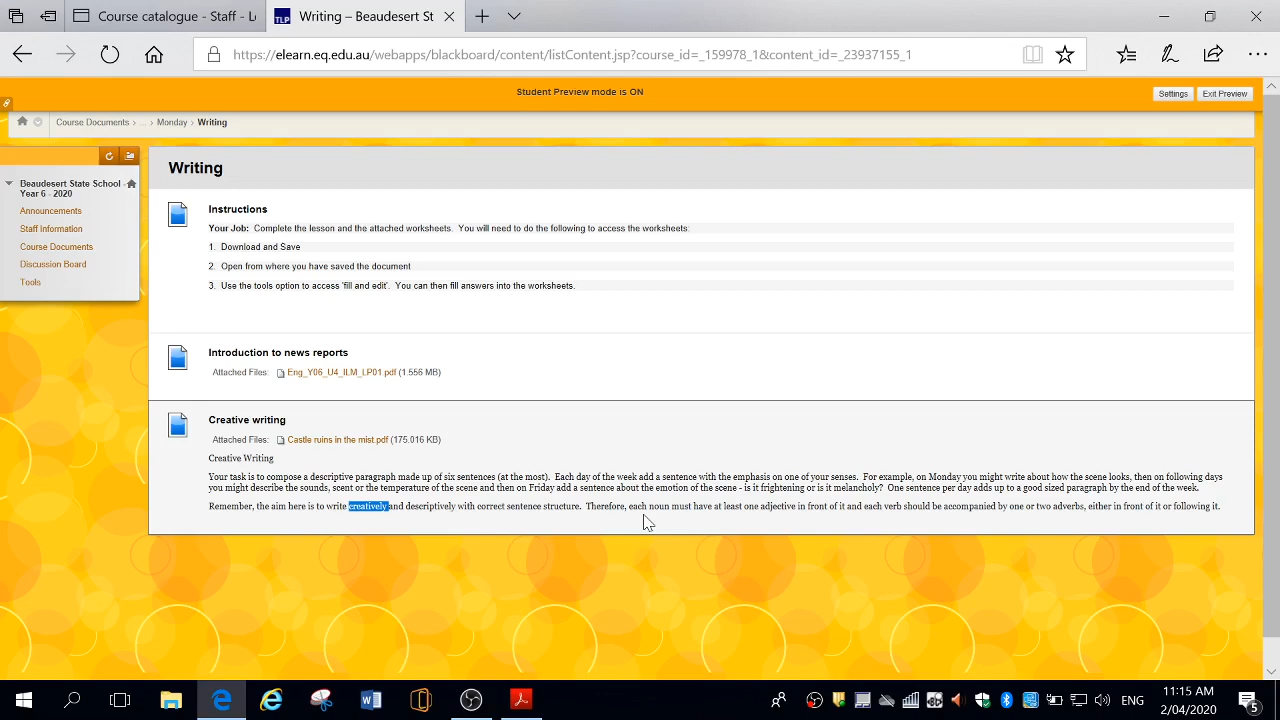 Course catalogue - - L
TLP
Writing — Beaudesert St
https://elearn.eq.edu.au/webapps/blackboard/content/listContent.jsp?course_id=_159978_1&content_id=_23937155_1
Student Preview mode is ON
Settings
Exit Preview
Course Documents > ... > Monday > Writing
Beaudesert State School -
Year 6 - 2020
Announcements
Staff Information
Course Documents
Discussion Board
Tools
Writing
Instructions
Your Job: Complete the lesson and the attached worksheets. You will need to do the following to access the worksheets:
1. Download and Save
2. Open from where you have saved the document
3. Use the tools option to access 'fill and edit'. You can then fill answers into the worksheets.
Introduction to news reports
Attached Files: Eng_Y06_U4_ILM_LP01.pdf (1.556 MB)
Creative writing
Attached Files: Castle ruins in the mist.pdf (175.016 KB)
Creative Writing
Your task is to compose a descriptive paragraph made up of six sentences (at the most). Each day of the week add a sentence with the emphasis on one of your senses. For example, on Monday you might write about how the scene looks, then on following days
you might describe the sounds, scent or the temperature of the scene and then on Friday add a sentence about the emotion of the scene - is it frightening or is it melancholy? One sentence per day adds up to a good sized paragraph by the end of the week.
Remember, the aim here is to write creatively and descriptively with correct sentence structure. Therefore, each noun must have at least one adjective in front of it and each verb should be accompanied by one or two adverbs, either in front of it or following it.
ENG
11:15 AM
2/04/2020
5